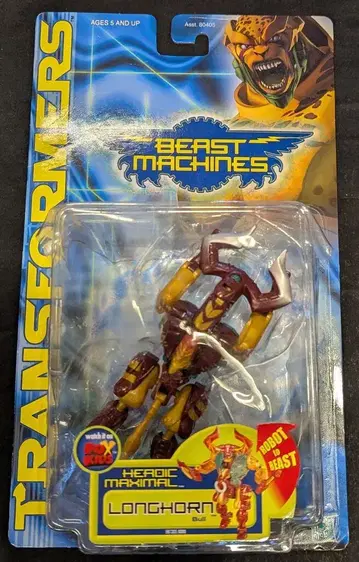 AGES 5 AND UP
Asst. 80405
TRANSFORMERS
BEAST
MACHINES
watch it on
FOX
KIDS
HEROIC
MAXIMAL
ROBOT to
BEAST
LONGHORN
Bull